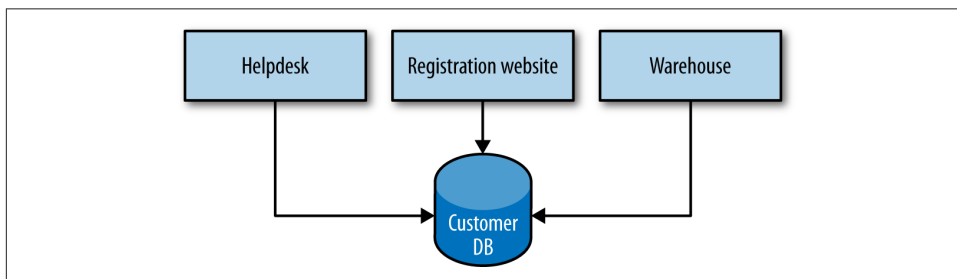 Helpdesk
Registration website
Warehouse
Customer
DB